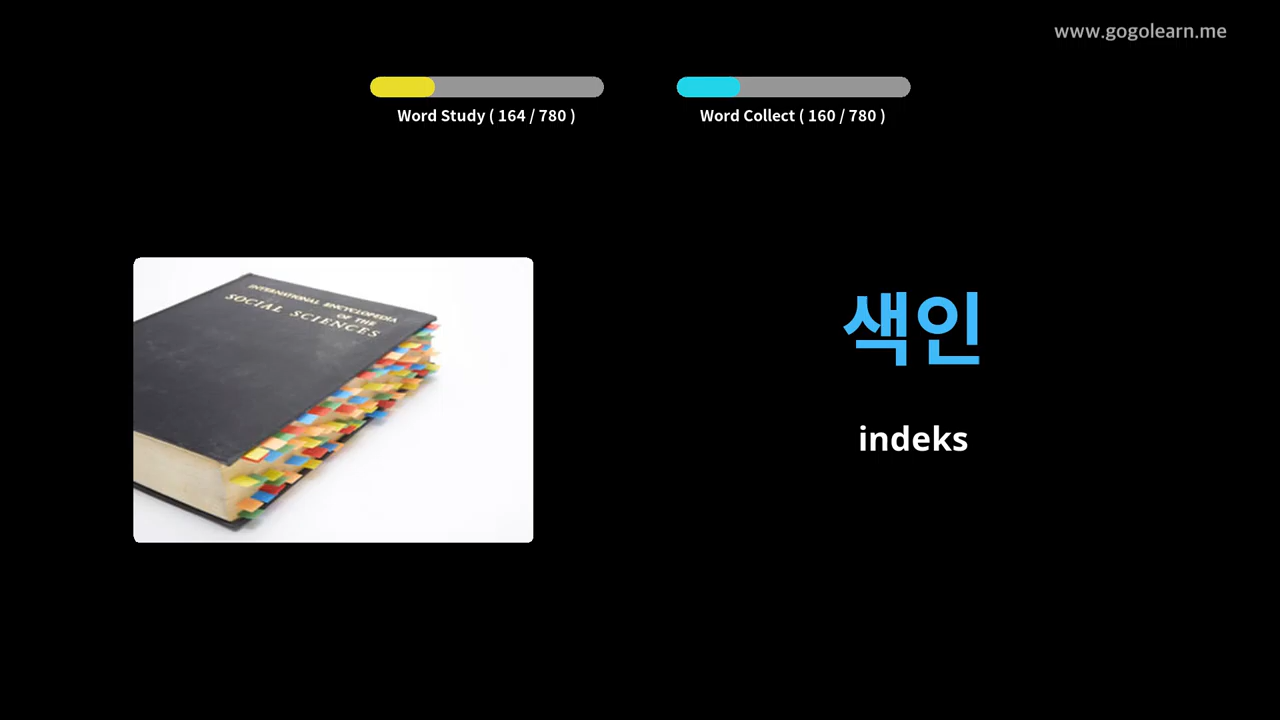 www.gogolearn.me
Word Study ( 164 / 780 )
Word Collect ( 160 / 780 )
INTERNATIONAL ENCYCLOPEDIA
OF THE
SOCIAL SCIENCES
색인
indeks